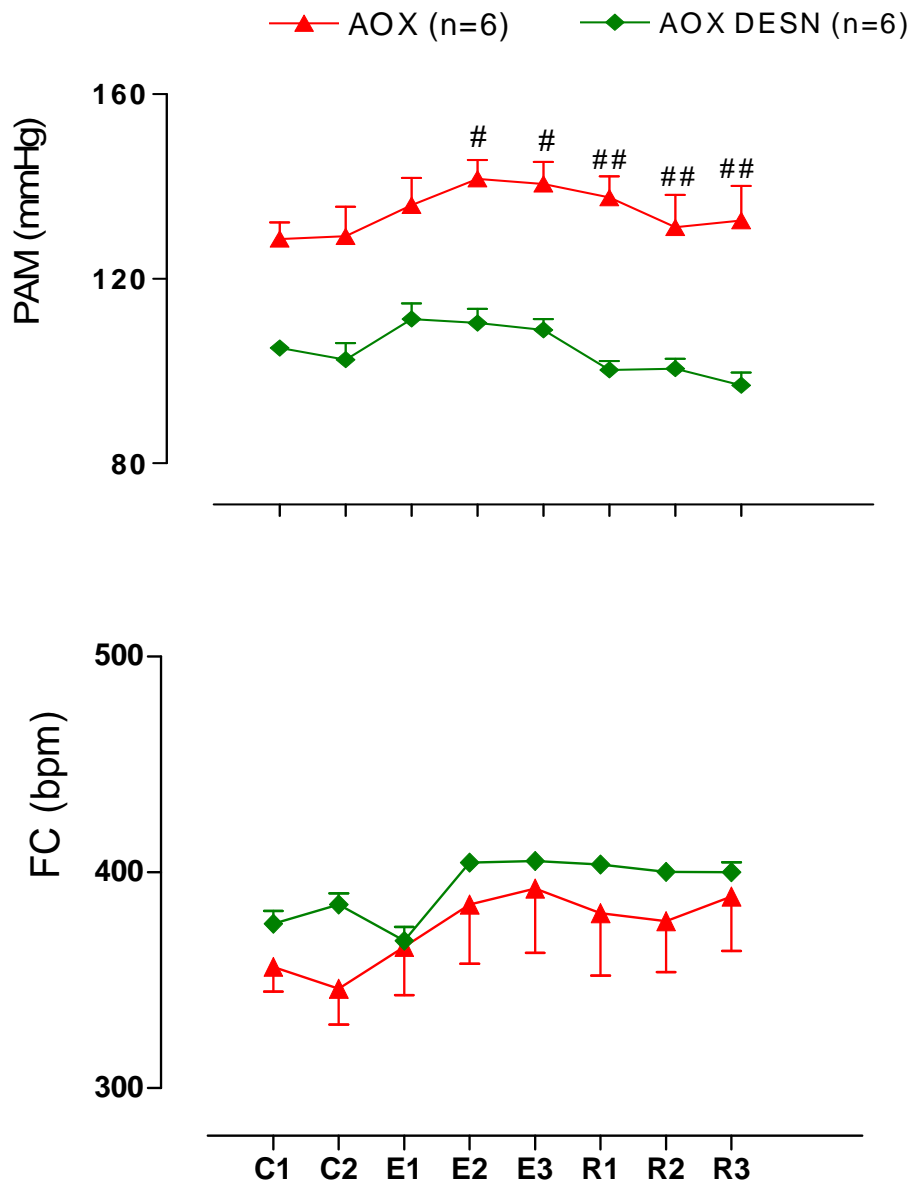 AOX (n=6) AOX DESN (n=6)
PAM (mmHg)
160
120
80
# # ## ## ##
FC (bpm)
500
400
300
C1 C2 E1 E2 E3 R1 R2 R3